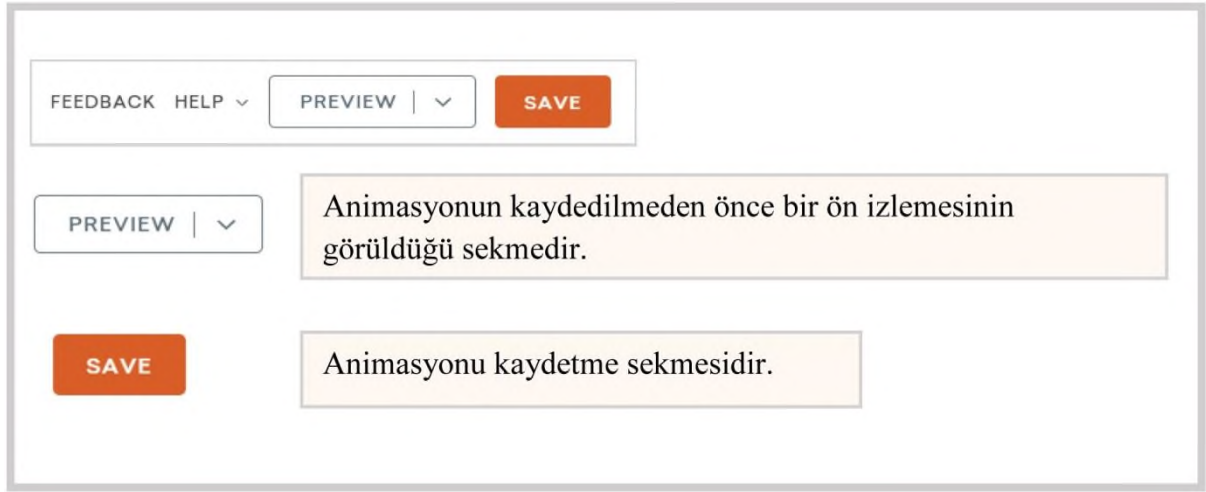 FEEDBACK HELP PREVIEW SAVE
PREVIEW
Animasyonun kaydedilmeden önce bir ön izlemesinin
görüldüğü sekmedir.
SAVE
Animasyonu kaydetme sekmesidir.